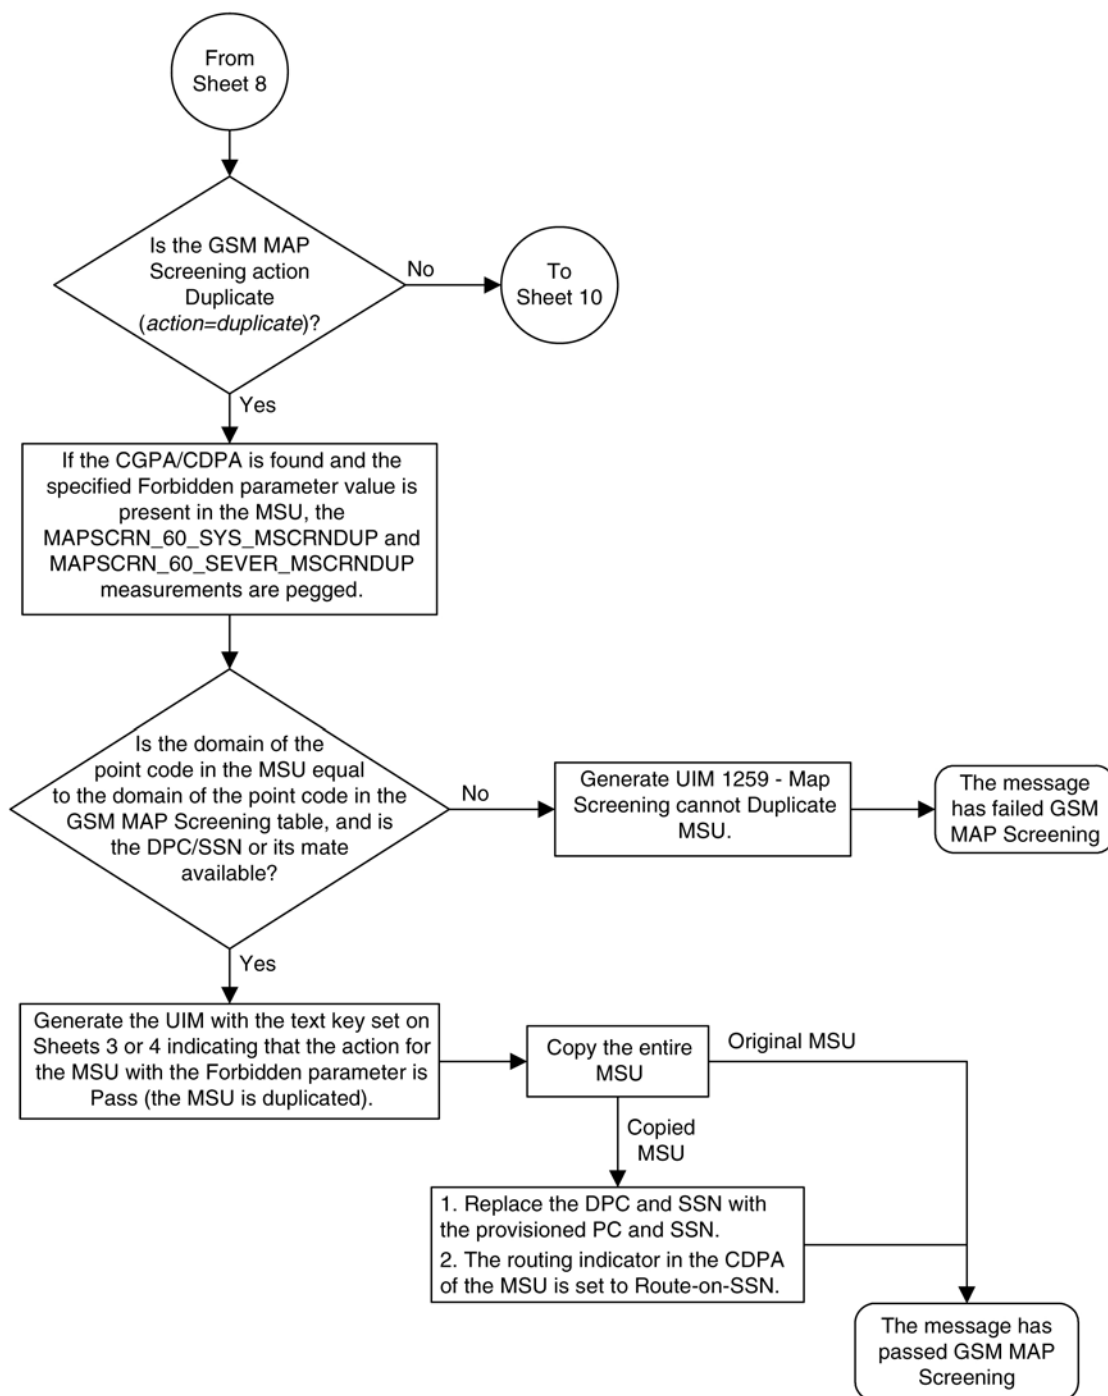 From
Sheet 8
Is the GSM MAP
Screening action
Duplicate
(action=duplicate)?
No
To
Sheet 10
Yes
If the CGPA/CDPA is found and the
specified Forbidden parameter value is
present in the MSU, the
MAPSCRN_60_SYS_MSCRNDUP and
MAPSCRN_60_SEVER_MSCRNDUP
measurements are pegged.
Is the domain of the
point code in the MSU equal
to the domain of the point code in the
GSM MAP Screening table, and is
the DPC/SSN or its mate
available?
No
Generate UIM 1259 - Map
Screening cannot Duplicate
MSU.
The message
has failed GSM
MAP Screening
Yes
Generate the UIM with the text key set on
Sheets 3 or 4 indicating that the action for
the MSU with the Forbidden parameter is
Pass (the MSU is duplicated).
Copy the entire
MSU
Original MSU
Copied
MSU
1. Replace the DPC and SSN with
the provisioned PC and SSN.
2. The routing indicator in the CDPA
of the MSU is set to Route-on-SSN.
The message has
passed GSM MAP
Screening